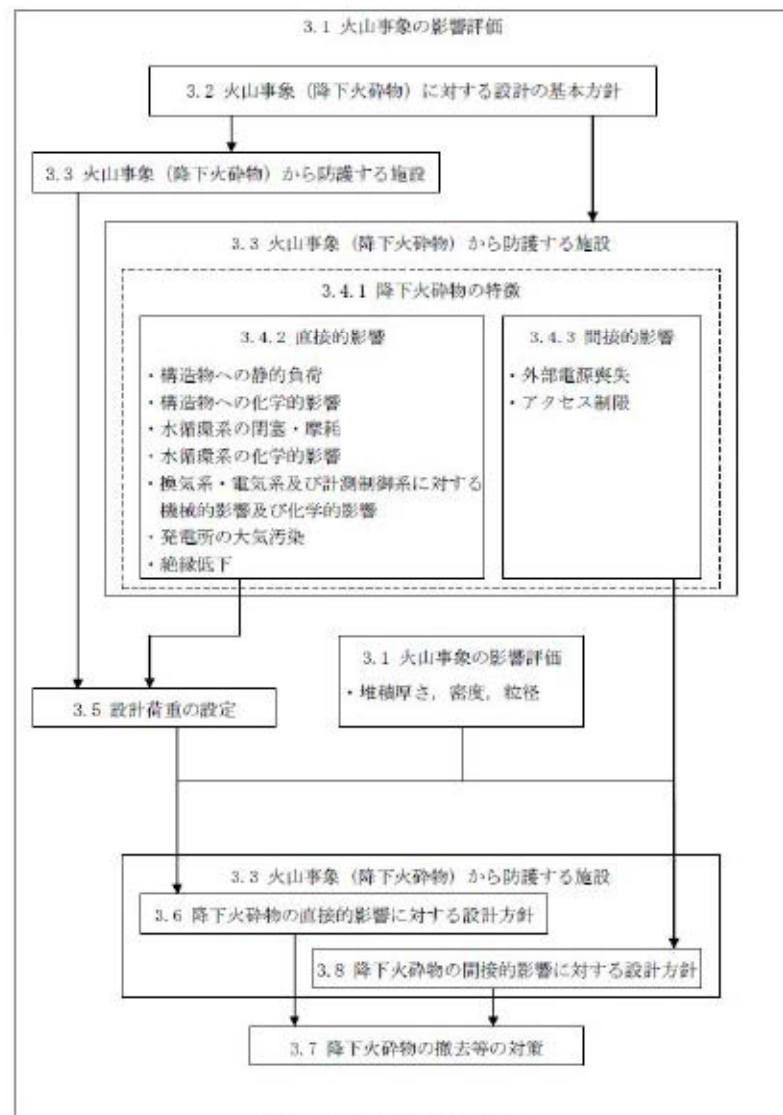 3.1 火山事象の影響評価
3.2 火山事象（降下火砕物）に対する設計の基本方針
3.3 火山事象（降下火砕物）から防護する施設
3.3 火山事象（降下火砕物）から防護する施設
3.4.1 降下火砕物の特徴
3.4.2 直接的影響
・構造物への静的負荷
・構造物への化学的影響
・水循環系の閉塞・摩耗
・水循環系の化学的影響
・換気系・電気系及び計測制御系に対する
機械的影響及び化学的影響
・発電所の大気汚染
・絶縁低下
3.4.3 間接的影響
・外部電源喪失
・アクセス制限
3.1 火山事象の影響評価
・堆積厚さ，密度，粒径
3.5 設計荷重の設定
3.3 火山事象（降下火砕物）から防護する施設
3.6 降下火砕物の直接的影響に対する設計方針
3.8 降下火砕物の間接的影響に対する設計方針
3.7 降下火砕物の撤去等の対策